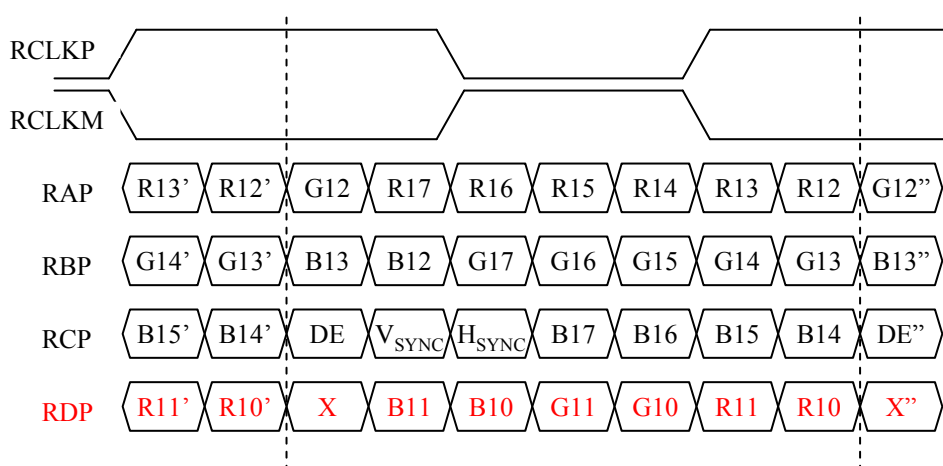 RCLKP
RCLKM
RAP R13’ R12’ G12 R17 R16 R15 R14 R13 R12 G12”
RBP G14’ G13’ B13 B12 G17 G16 G15 G14 G13 B13”
RCP B15’ B14’ DE VSYNC HSYNC B17 B16 B15 B14 DE”
RDP R11’ R10’ X B11 B10 G11 G10 R11 R10 X”